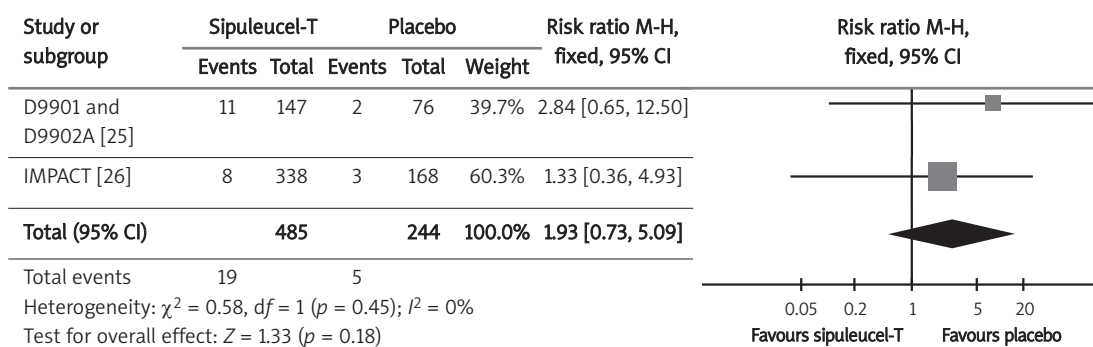 Study or subgroup Sipuleucel-T Placebo Risk ratio M-H, fixed, 95% CI Risk ratio M-H, fixed, 95% CI
Events Total Events Total Weight
D9901 and 11 147 2 76 39.7% 2.84 [0.65, 12.50]
D9902A [25]
IMPACT [26] 8 338 3 168 60.3% 1.33 [0.36, 4.93]
Total (95% CI) 485 244 100.0% 1.93 [0.73, 5.09]
Total events 19 5
Heterogeneity: χ² = 0.58, df = 1 (p = 0.45); I² = 0%
Test for overall effect: Z = 1.33 (p = 0.18)
0.05 0.2 1 5 20
Favours sipuleucel-T Favours placebo